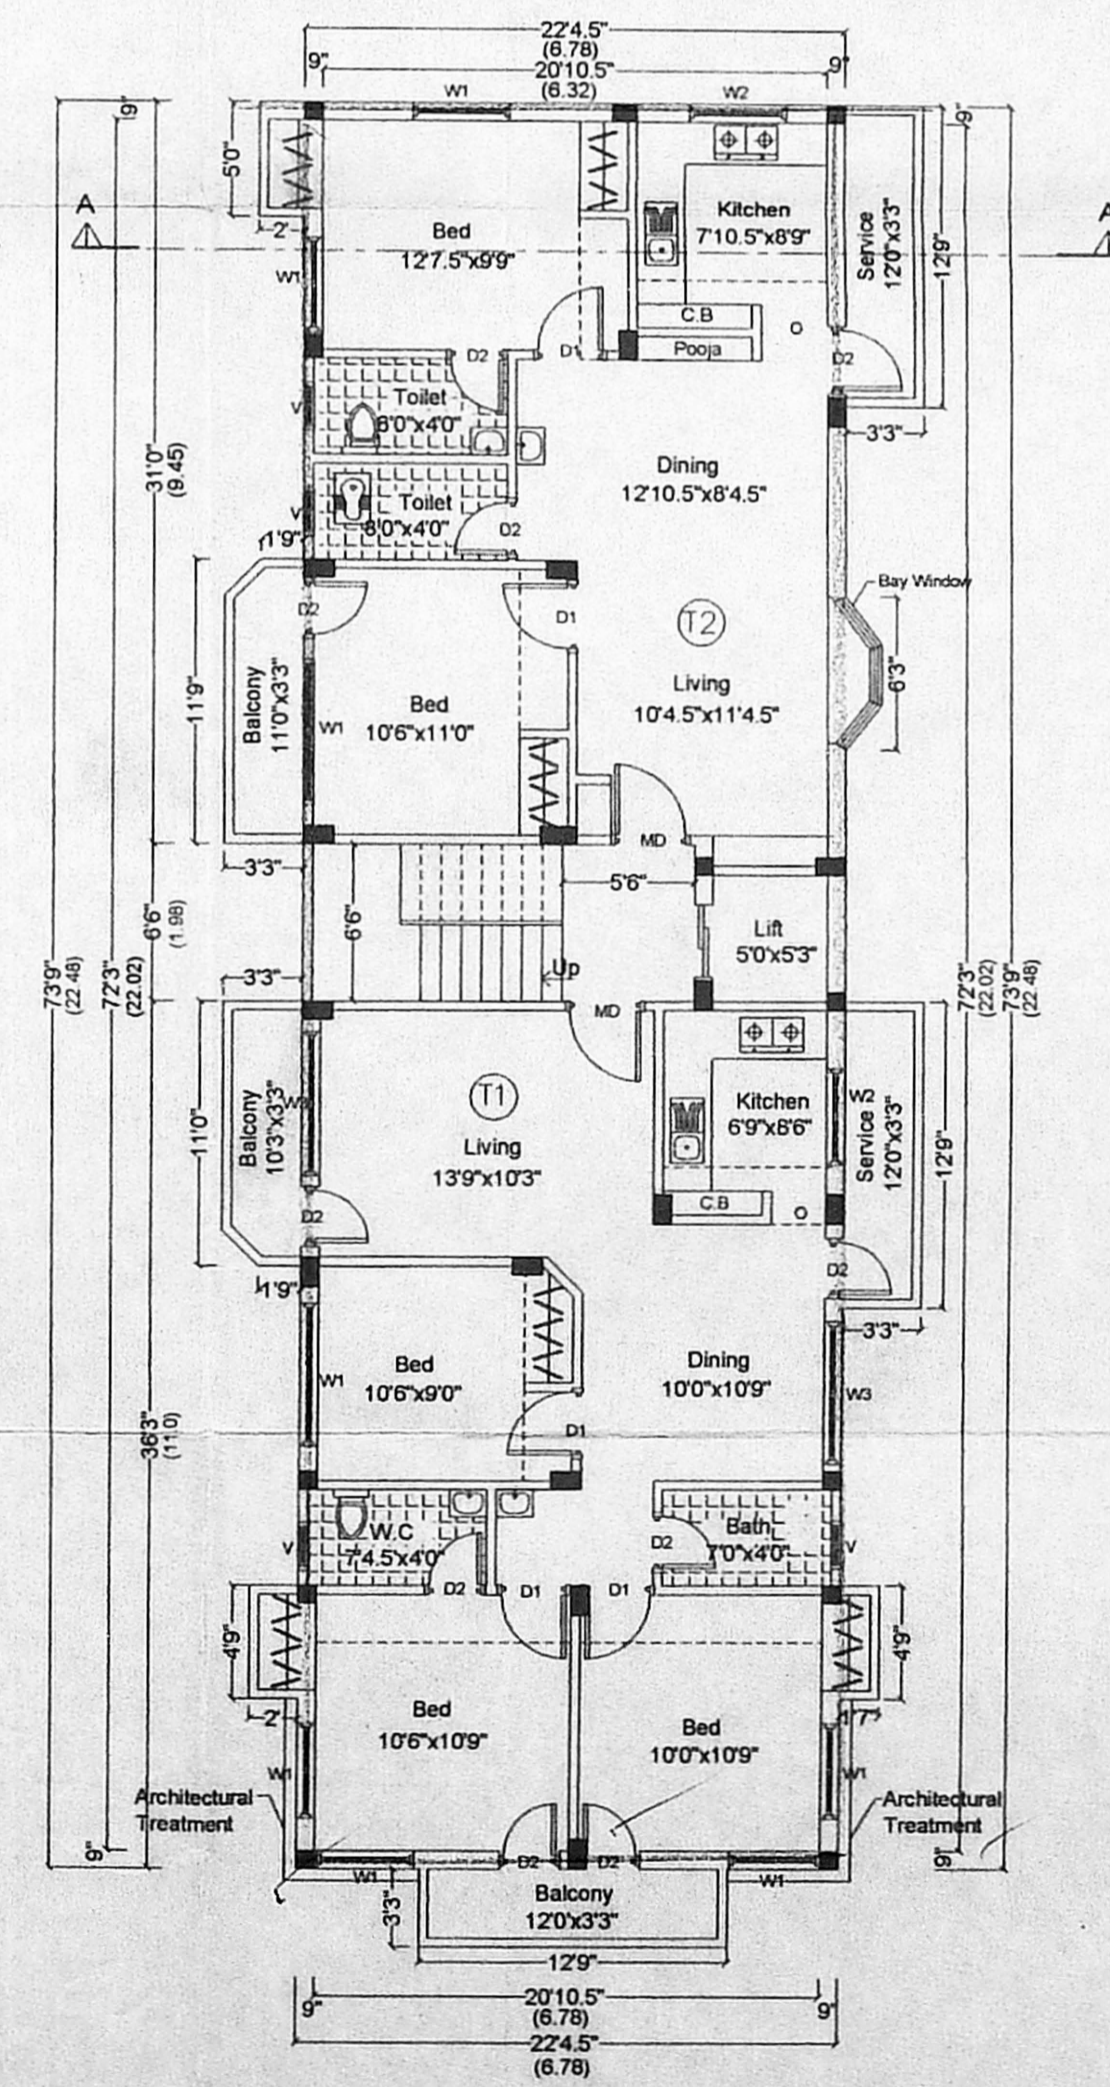 22'4.5"
(6.78)
9"
20'10.5"
(6.32)
9"
W1
W2
9"
9"
5'0"
A
A
2'
W1
Bed
12'7.5"x9'9"
Kitchen
7'10.5"x8'9"
Service
12'0"x3'3"
12'9"
C.B
Pooja
O
D2
D1
D2
3'3"
V
Toilet
6'0"x4'0"
31'0"
(9.45)
Dining
12'10.5"x8'4.5"
V
Toilet
8'0"x4'0"
D2
1'9"
Bay Window
D2
D1
T2
6'3"
11'9"
Balcony
11'0"x3'3"
W1
Bed
10'6"x11'0"
Living
10'4.5"x11'4.5"
MD
3'3"
5'6"
6'6"
(1.98)
6'6"
Lift
5'0"x5'3"
Up
3'3"
73'9"
(22.48)
72'3"
(22.02)
72'3"
(22.02)
73'9"
(22.48)
MD
T1
Living
13'9"x10'3"
11'0"
Balcony
10'3"x3'3"
Kitchen
6'9"x8'6"
W2
Service
12'0"x3'3"
12'9"
C.B
O
D2
D2
1'9"
3'3"
W1
Bed
10'6"x9'0"
Dining
10'0"x10'9"
W3
D1
36'3"
(11.0)
V
W.C
7'4.5"x4'0"
D2
Bath
7'0"x4'0"
V
D2
D1
D1
4'9"
4'9"
2'
1'7"
Bed
10'6"x10'9"
Bed
10'0"x10'9"
W1
W1
Architectural
Treatment
Architectural
Treatment
9"
9"
W1
D2
D2
W1
3'3"
Balcony
12'0"x3'3"
12'9"
9"
20'10.5"
(6.78)
9"
22'4.5"
(6.78)